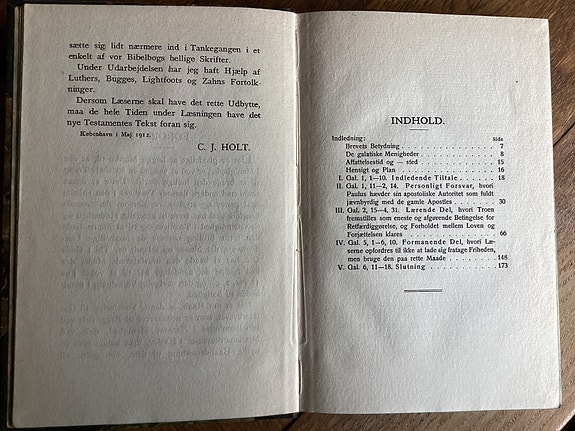 sætte sig lidt nærmere ind i Tankegangen i et
enkelt af vor Bibelbogs hellige Skrifter.
Under Udarbejdelsen har jeg haft Hjælp af
Luthers, Bugges, Lightfoots og Zahns Fortolk-
ninger.
Dersom Læserne skal have det rette Udbytte,
maa de hele Tiden under Læsningen have det
nye Testamentes Tekst foran sig.
København i Maj 1912.
C. J. HOLT.
INDHOLD.
Indledning: Side
Brevets Betydning . . . . . . . . . . . . . . 7
De galatiske Menigheder . . . . . . . . . . . . 8
Affattelsestid og — sted . . . . . . . . . . . . 15
Hensigt og Plan . . . . . . . . . . . . . . . 16
I. Gal. 1, 1—10. Indledende Tiltale . . . . . . . 18
II. Gal. 1, 11—2, 14. Personligt Forsvar, hvori
Paulus hævder sin apostoliske Autoritet som fuldt
jævnbyrdig med de gamle Apostles . . . . . . . . 30
III. Gal. 2, 15—4, 31. Lærende Del, hvori Troen
fremstilles som eneste og afgørende Betingelse for
Retfærdiggørelse, og Forholdet mellem Loven og
Forjættelsen klares . . . . . . . . . . . . . . 66
IV. Gal. 5, 1—6, 10. Formanende Del, hvori Læ-
serne opfordres til ikke at lade sig fratage Friheden,
men bruge den paa rette Maade . . . . . . . . 148
V. Gal. 6, 11—18. Slutning . . . . . . . . . . 173